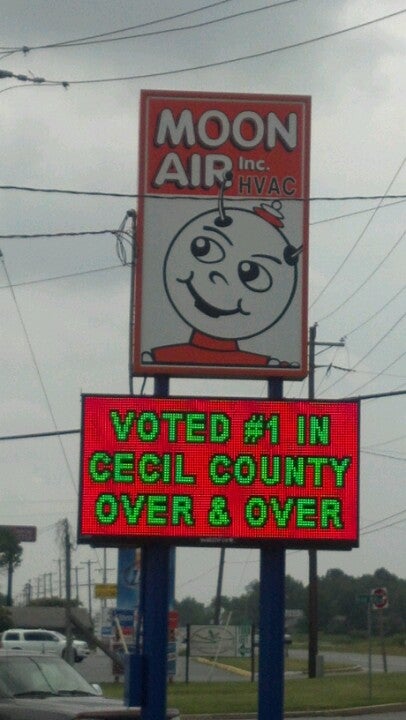 MOON
AIR Inc.
HVAC
VOTED #1 IN
CECIL COUNTY
OVER & OVER